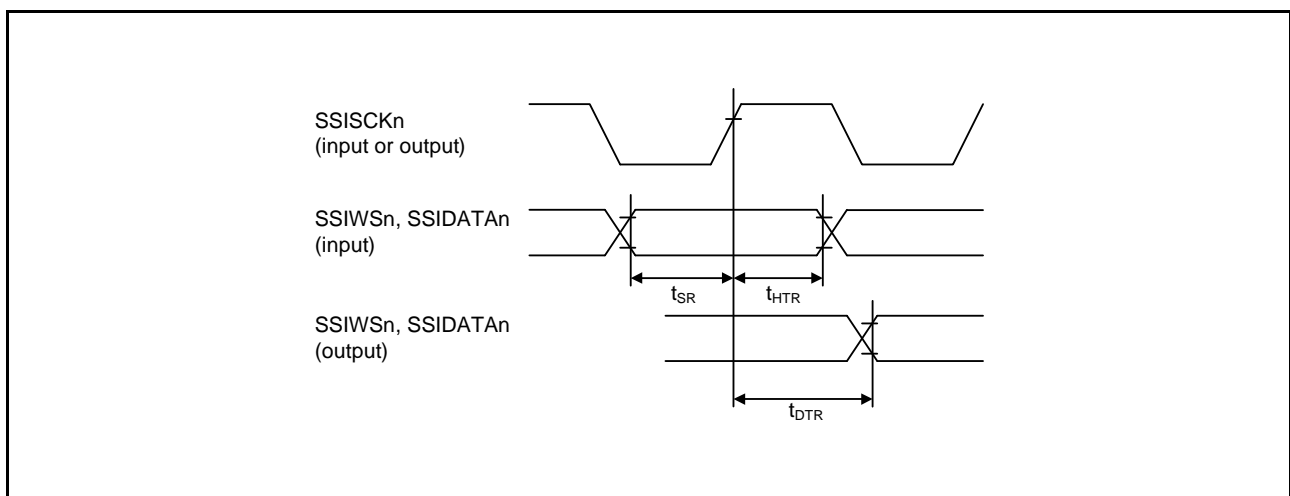 SSISCKn
(input or output)
SSIWSn, SSIDATAn
(input)
tSR
tHTR
SSIWSn, SSIDATAn
(output)
tDTR